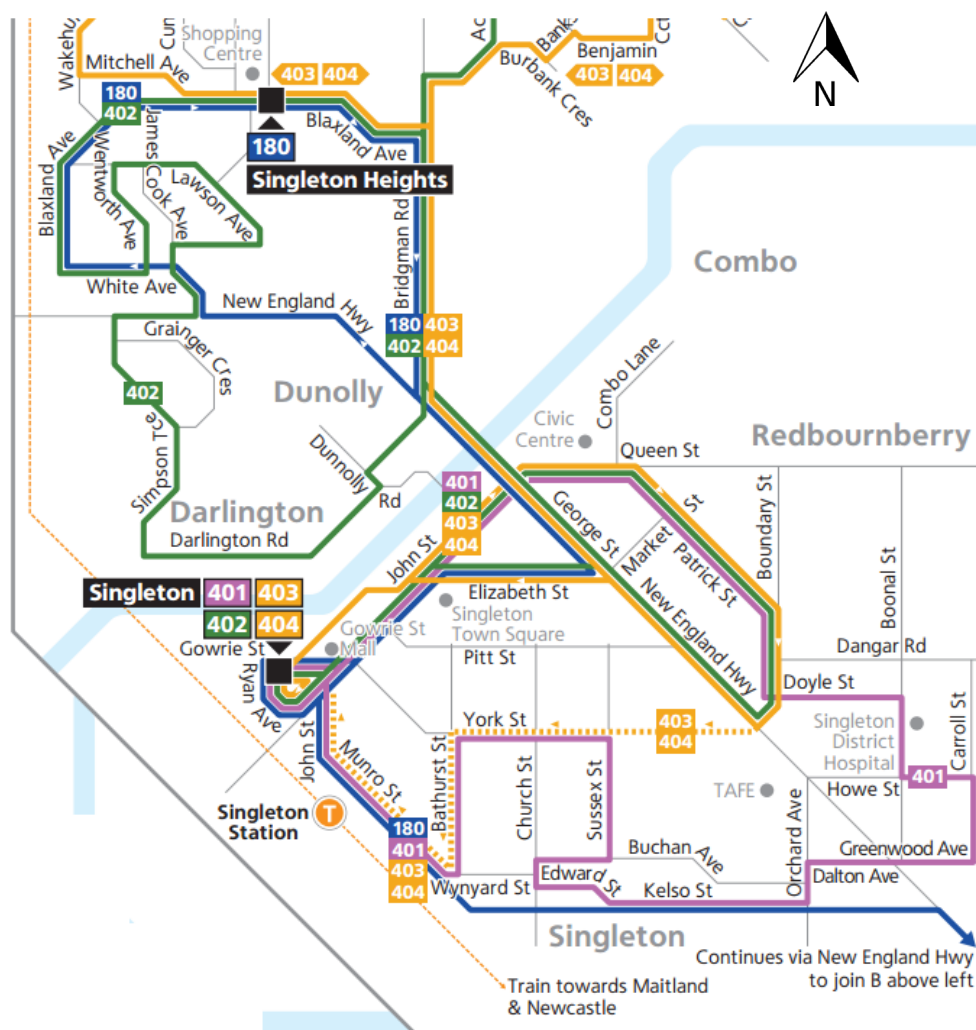 Wakehu
Cun
Shopping
Centre
Mitchell Ave
403 404
Ac
Bank
Benjamin
Cct
Burbank Cres
403 404
N
180
402
Blaxland Ave
180
Singleton Heights
Blaxland Ave
Wentworth Ave
James Cook Ave
Lawson Ave
White Ave
Bridgman Rd
New England Hwy
Combo
180 403
402 404
Grainger Cres
402
Simpson Tce
Dunolly
Combo Lane
Civic
Centre
Queen St
Redbournberry
Dunnolly
Rd
401
402
403
404
Darlington
Darlington Rd
John St
George St
Market St
Patrick St
Boundary St
Boonal St
Singleton 401 403
402 404
Elizabeth St
Singleton
Town Square
New England Hwy
Gowrie St
Gowrie St
Mall
Pitt St
Dangar Rd
Ryan Ave
Doyle St
John St
Munro St
York St
403
404
Singleton
District
Hospital
Carroll St
Bathurst St
Church St
Sussex St
TAFE
Howe St
401
Singleton
Station
T
180
401
403
404
Orchard Ave
Buchan Ave
Greenwood Ave
Wynyard St
Edward St
Kelso St
Dalton Ave
Singleton
Continues via New England Hwy
to join B above left
Train towards Maitland
& Newcastle